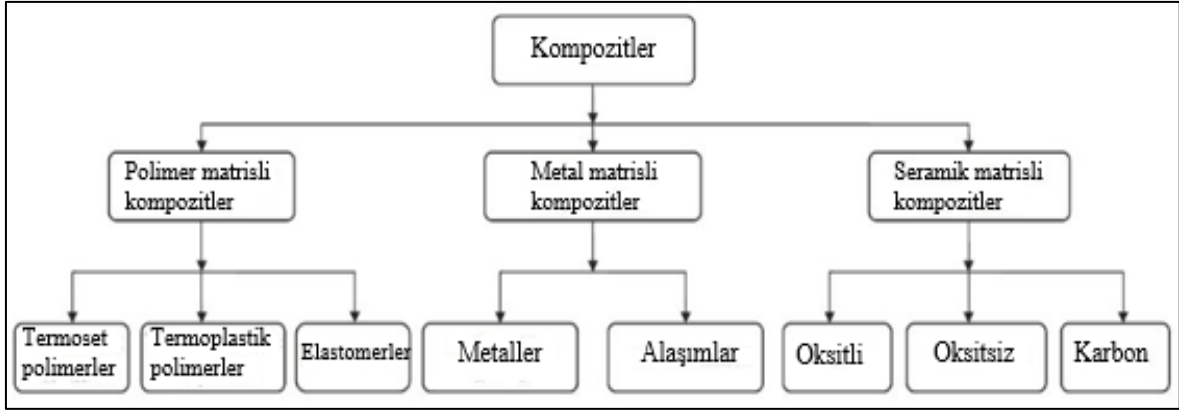 Kompozitler
Polimer matrisli
kompozitler
Metal matrisli
kompozitler
Seramik matrisli
kompozitler
Termoset
polimerler
Termoplastik
polimerler
Elastomerler
Metaller
Alaşımlar
Oksitli
Oksitsiz
Karbon